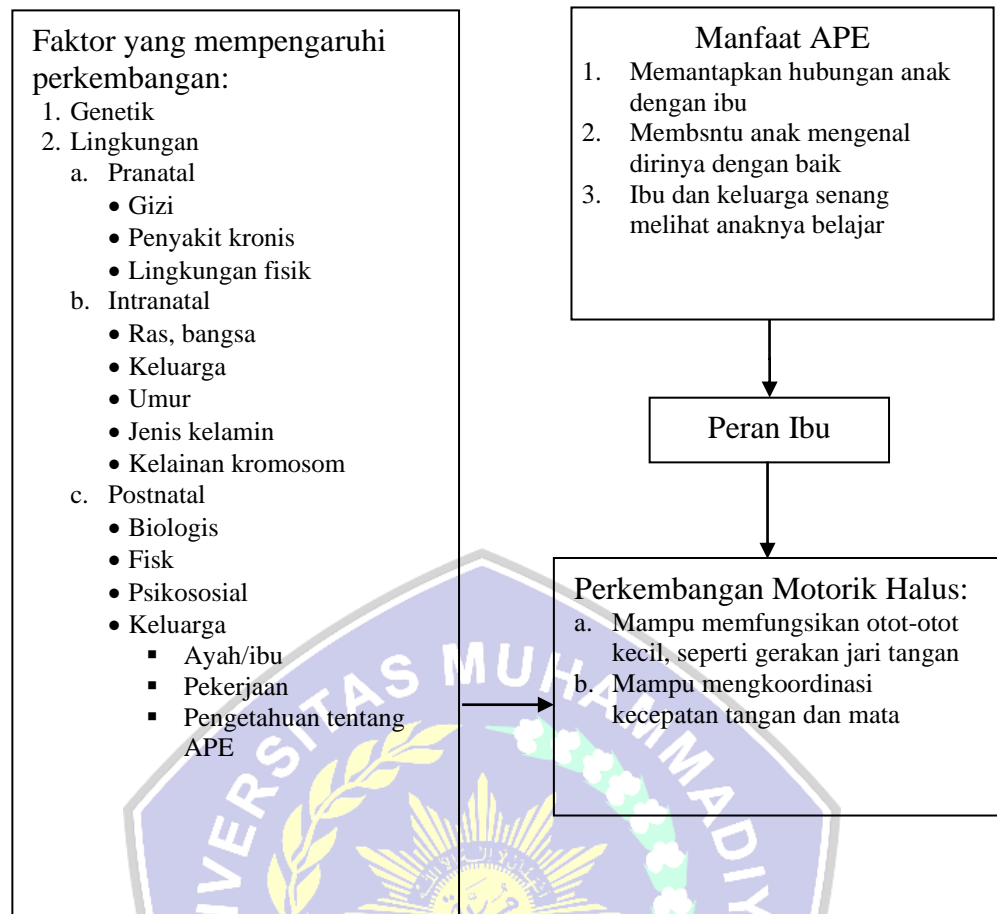 Faktor yang mempengaruhi
perkembangan:
1. Genetik
2. Lingkungan
a. Pranatal
• Gizi
• Penyakit kronis
• Lingkungan fisik
b. Intranatal
• Ras, bangsa
• Keluarga
• Umur
• Jenis kelamin
• Kelainan kromosom
c. Postnatal
• Biologis
• Fisk
• Psikososial
• Keluarga
▪ Ayah/ibu
▪ Pekerjaan
▪ Pengetahuan tentang
APE
Manfaat APE
1. Memantapkan hubungan anak
dengan ibu
2. Membsntu anak mengenal
dirinya dengan baik
3. Ibu dan keluarga senang
melihat anaknya belajar
Peran Ibu
Perkembangan Motorik Halus:
a. Mampu memfungsikan otot-otot
kecil, seperti gerakan jari tangan
b. Mampu mengkoordinasi
kecepatan tangan dan mata